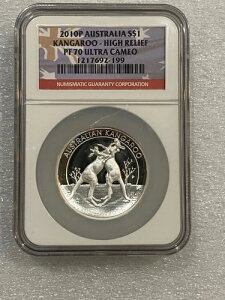 2010P AUSTRALIA S$1
KANGAROO - HIGH RELIEF
PF 70 ULTRA CAMEO
1217692-199
NUMISMATIC GUARANTY CORPORATION
AUSTRALIAN KANGAROO